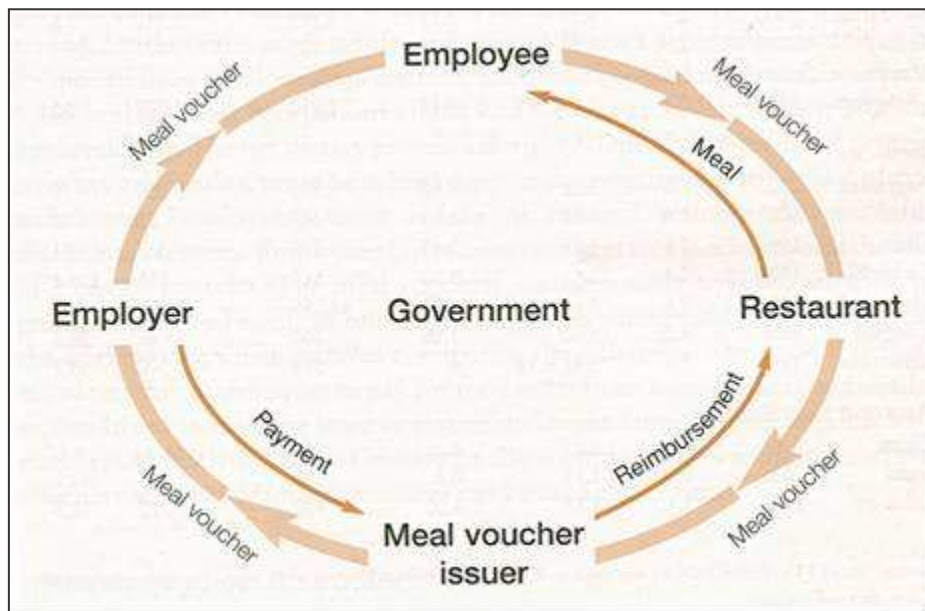 Employee
Meal voucher
Meal voucher
Meal
Employer
Government
Restaurant
Payment
Reimbursement
Meal voucher
Meal voucher
Meal voucher
issuer